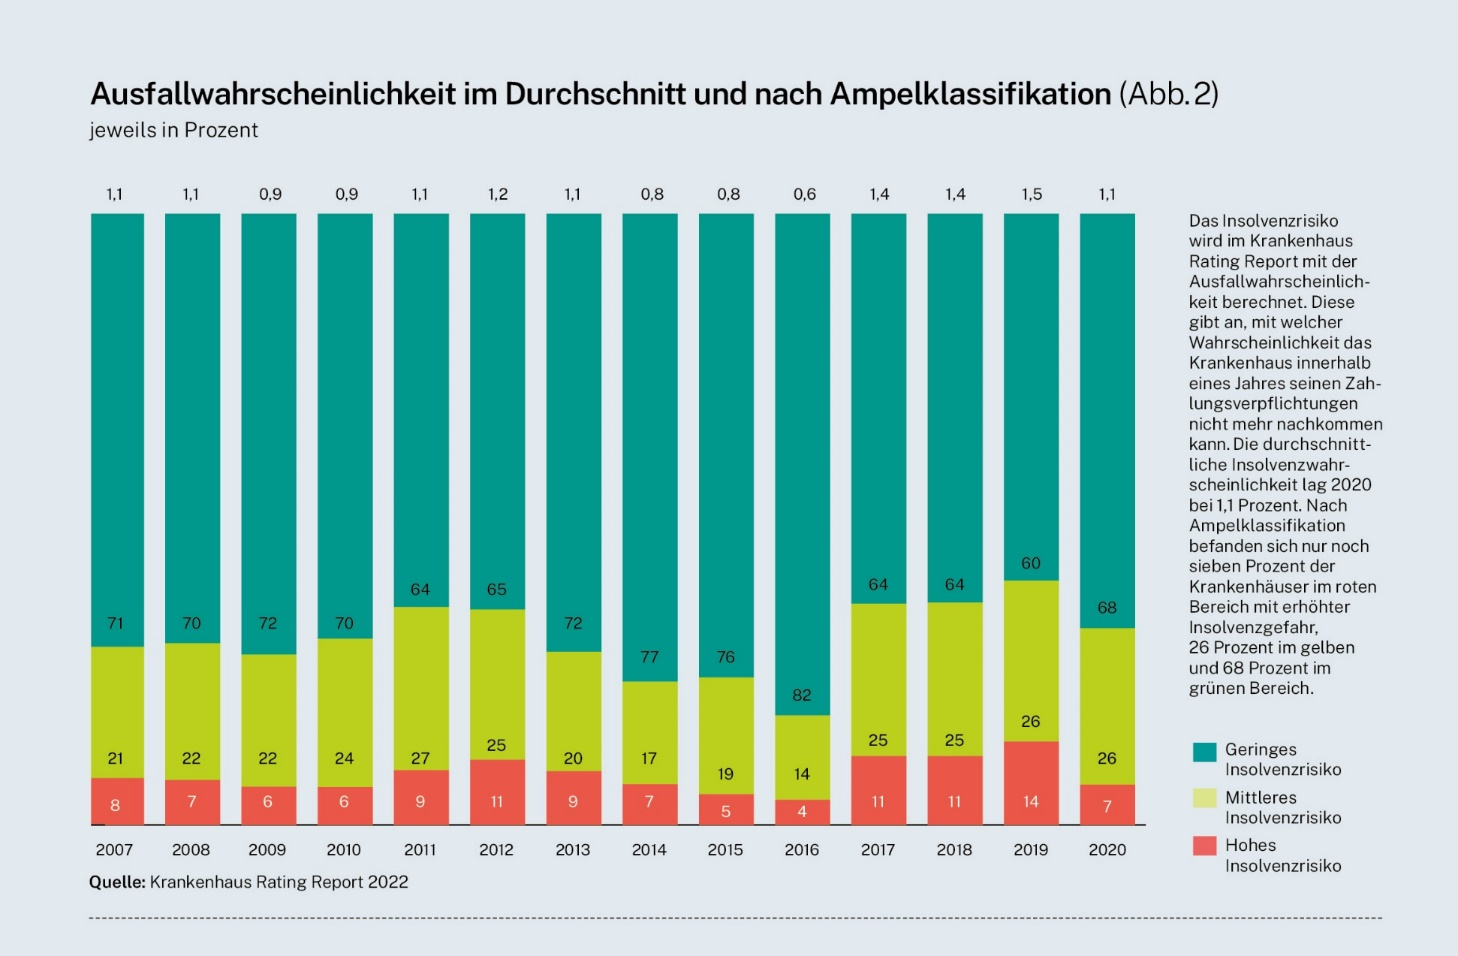 Ausfallwahrscheinlichkeit im Durchschnitt und nach Ampelklassifikation (Abb. 2)
jeweils in Prozent
1,1 1,1 0,9 0,9 1,1 1,2 1,1 0,8 0,8 0,6 1,4 1,4 1,5 1,1
71 70 72 70 64 65 72 77 76 82 64 64 60 68
21 22 22 24 27 25 20 17 19 14 25 25 26 26
8 7 6 6 9 11 9 7 5 4 11 11 14 7
2007 2008 2009 2010 2011 2012 2013 2014 2015 2016 2017 2018 2019 2020
Quelle: Krankenhaus Rating Report 2022
Das Insolvenzrisiko
wird im Krankenhaus
Rating Report mit der
Ausfallwahrscheinlich-
keit berechnet. Diese
gibt an, mit welcher
Wahrscheinlichkeit das
Krankenhaus innerhalb
eines Jahres seinen Zah-
lungsverpflichtungen
nicht mehr nachkommen
kann. Die durchschnitt-
liche Insolvenzwahr-
scheinlichkeit lag 2020
bei 1,1 Prozent. Nach
Ampelklassifikation
befanden sich nur noch
sieben Prozent der
Krankenhäuser im roten
Bereich mit erhöhter
Insolvenzgefahr,
26 Prozent im gelben
und 68 Prozent im
grünen Bereich.
Geringes
Insolvenzrisiko
Mittleres
Insolvenzrisiko
Hohes
Insolvenzrisiko